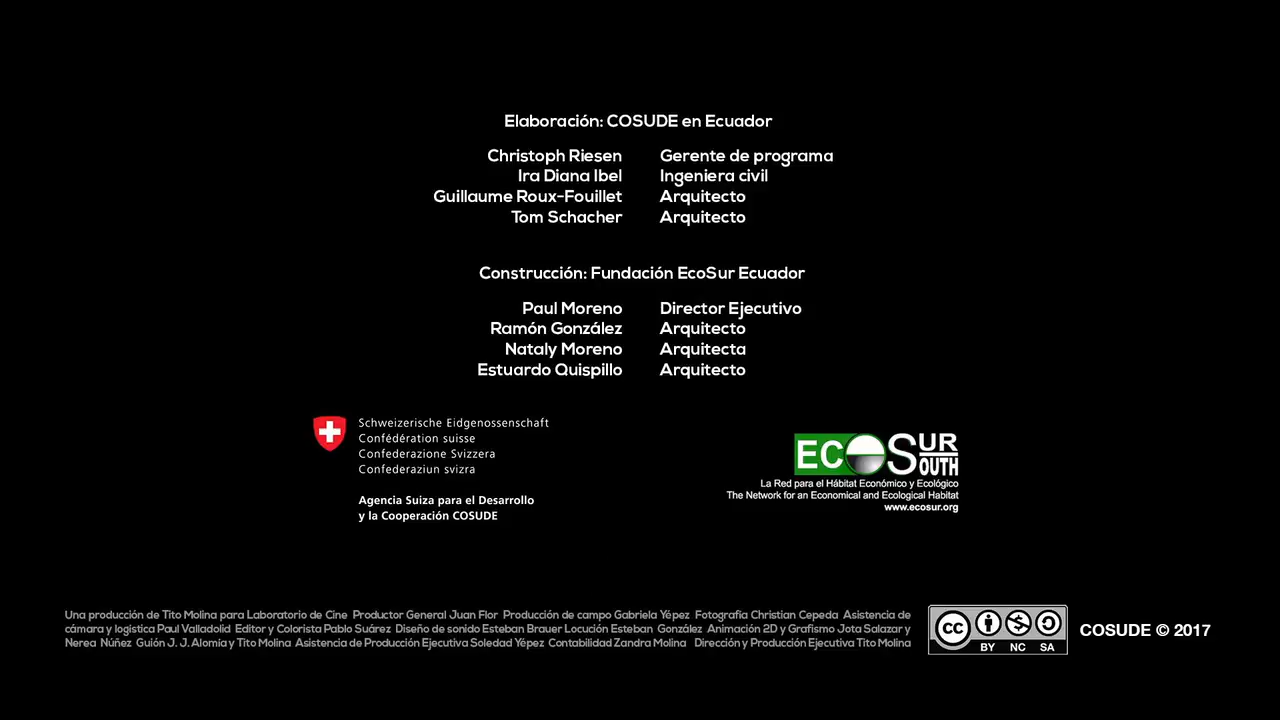 Elaboración: COSUDE en Ecuador
Christoph Riesen Gerente de programa
Ira Diana Ibel Ingeniera civil
Guillaume Roux-Fouillet Arquitecto
Tom Schacher Arquitecto
Construcción: Fundación EcoSur Ecuador
Paul Moreno Director Ejecutivo
Ramón González Arquitecto
Nataly Moreno Arquitecta
Estuardo Quispillo Arquitecto
Schweizerische Eidgenossenschaft
Confédération suisse
Confederazione Svizzera
Confederaziun svizra
Agencia Suiza para el Desarrollo
y la Cooperación COSUDE
ECOSUR
SOUTH
La Red para el Hábitat Económico y Ecológico
The Network for an Economical and Ecological Habitat
www.ecosur.org
Una producción de Tito Molina para Laboratorio de Cine Productor General Juan Flor Producción de campo Gabriela Yépez Fotografía Christian Cepeda Asistencia de
cámara y logistica Paul Valladolid Editor y Colorista Pablo Suárez Diseño de sonido Esteban Brauer Locución Esteban González Animación 2D y Grafismo Jota Salazar y
Nerea Núñez Guión J. J. Alomía y Tito Molina Asistencia de Producción Ejecutiva Soledad Yépez Contabilidad Zandra Molina Dirección y Producción Ejecutiva Tito Molina
cc
BY NC SA
COSUDE © 2017